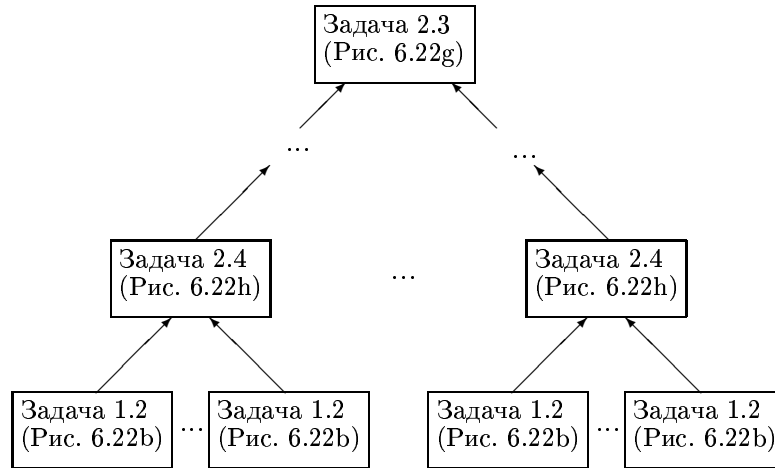 Задача 2.3
(Рис. 6.22g)
...
...
Задача 2.4
(Рис. 6.22h)
...
Задача 2.4
(Рис. 6.22h)
Задача 1.2
(Рис. 6.22b)
...
Задача 1.2
(Рис. 6.22b)
Задача 1.2
(Рис. 6.22b)
...
Задача 1.2
(Рис. 6.22b)